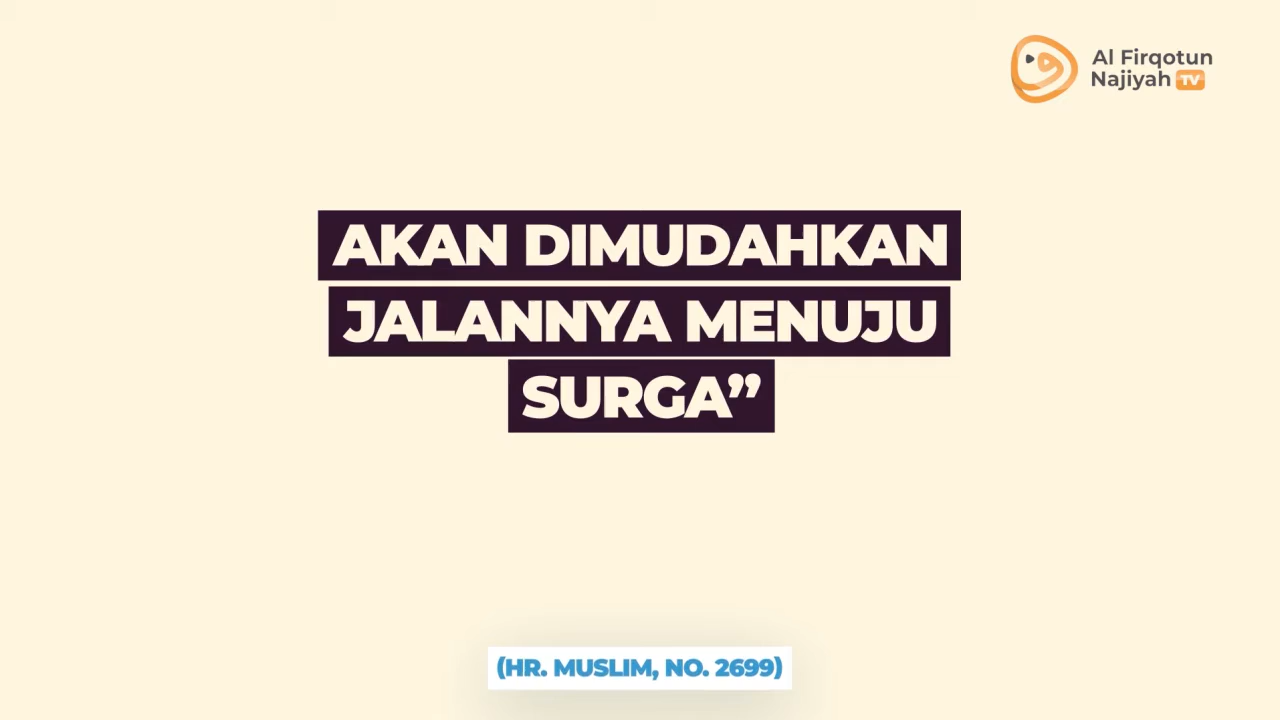 Al Firqotun
Najiyah TV
AKAN DIMUDAHKAN
JALANNYA MENUJU
SURGA”
(HR. MUSLIM, NO. 2699)